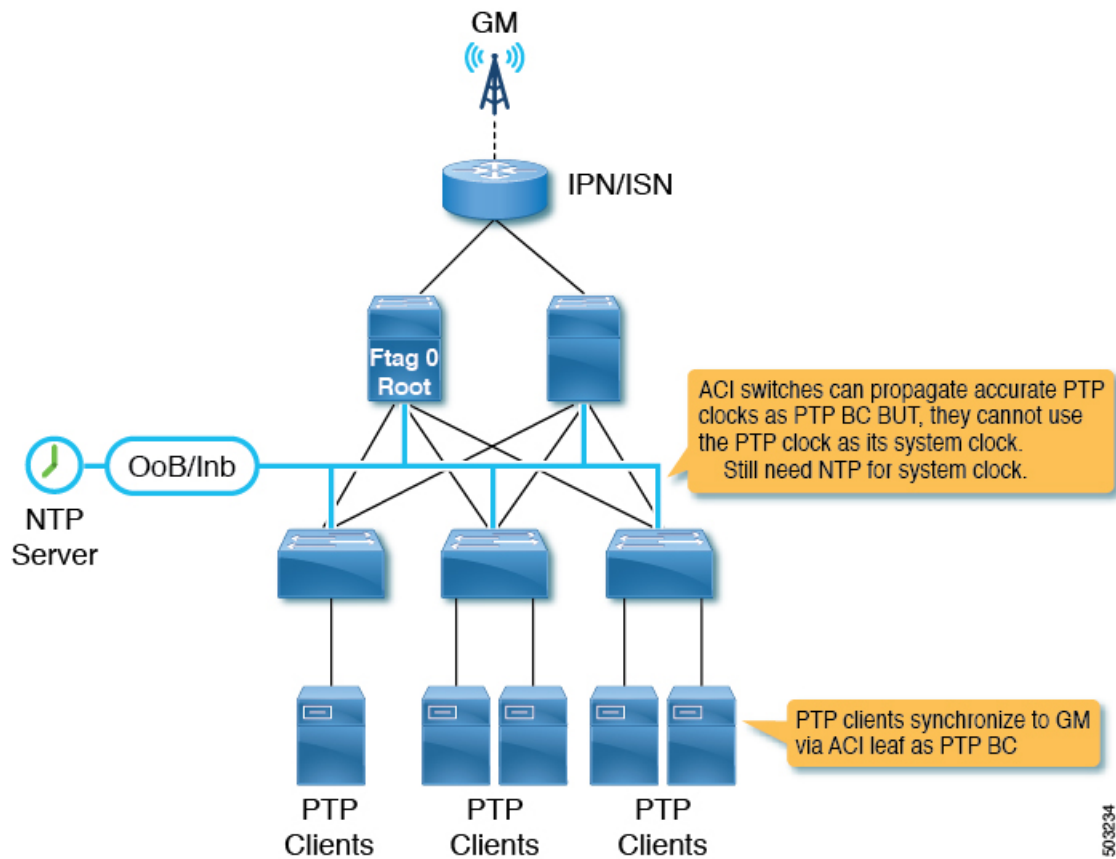 GM
IPN/ISN
Ftag 0
Root
ACI switches can propagate accurate PTP
clocks as PTP BC BUT, they cannot use
the PTP clock as its system clock.
Still need NTP for system clock.
OoB/Inb
NTP
Server
PTP clients synchronize to GM
via ACI leaf as PTP BC
PTP
Clients
PTP
Clients
PTP
Clients
503234